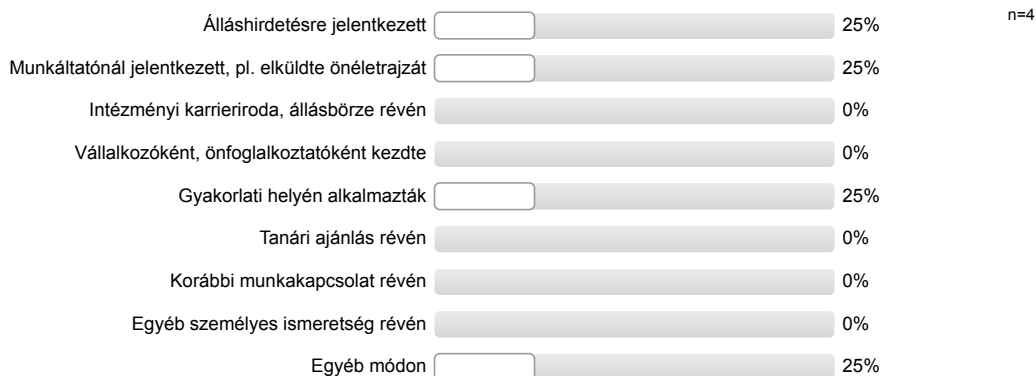 Álláshirdetésre jelentkezett 25% n=4
Munkáltatónál jelentkezett, pl. elküldte önéletrajzát 25%
Intézményi karrieriroda, állásbörze révén 0%
Vállalkozóként, önfoglalkoztatóként kezdte 0%
Gyakorlati helyén alkalmazták 25%
Tanári ajánlás révén 0%
Korábbi munkakapcsolat révén 0%
Egyéb személyes ismeretség révén 0%
Egyéb módon 25%